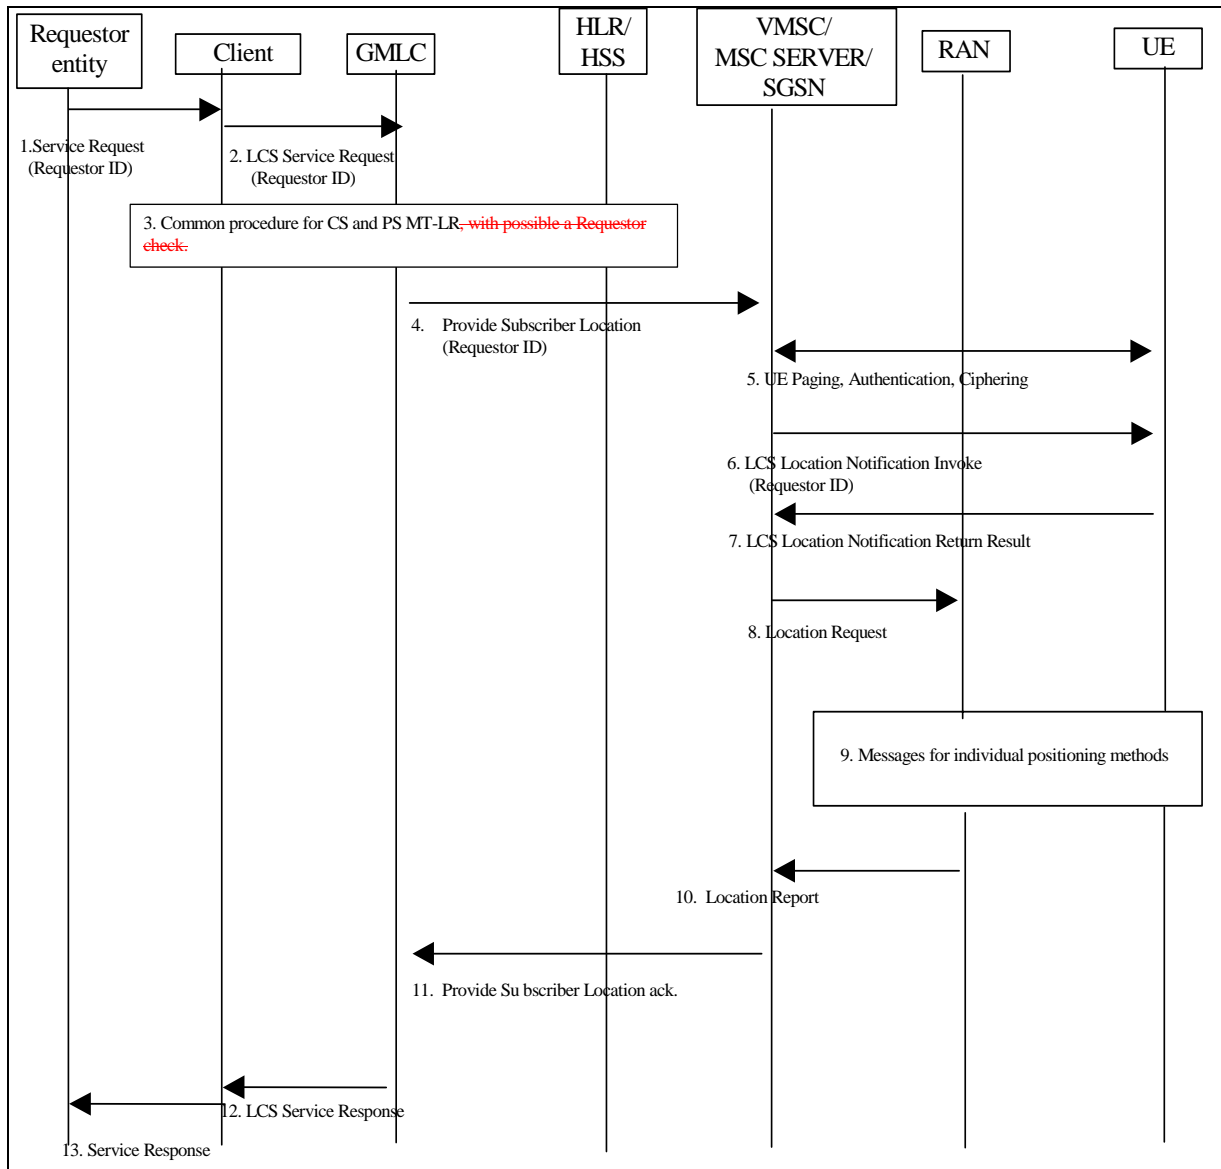 Requestor
entity
Client
GMLC
HLR/
HSS
VMSC/
MSC SERVER/
SGSN
RAN
UE
1.Service Request
(Requestor ID)
2. LCS Service Request
(Requestor ID)
3. Common procedure for CS and PS MT-LR, with possible a Requestor
check.
4. Provide Subscriber Location
(Requestor ID)
5. UE Paging, Authentication, Ciphering
6. LCS Location Notification Invoke
(Requestor ID)
7. LCS Location Notification Return Result
8. Location Request
9. Messages for individual positioning methods
10. Location Report
11. Provide Su bscriber Location ack.
12. LCS Service Response
13. Service Response